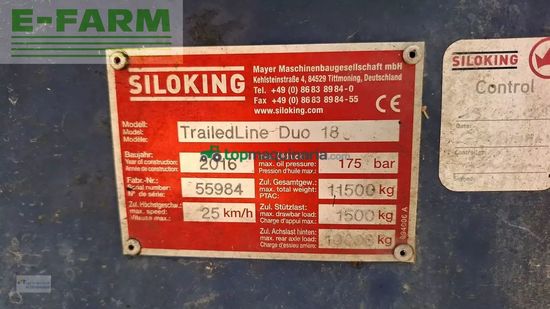 E-FARM
SILOKING
Mayer Maschinenbaugesellschaft mbH
Kehlsteinstraße 4, 84529 Tittmoning, Deutschland
Tel. +49 (0) 86 83 89 84-0
Fax +49 (0) 86 83 89 84-55
www.siloking.com
CE
Modell:
Model:
Modèle:
TrailedLine Duo 18
Baujahr:
Year of construction:
Année de construction:
2016
max. oil pressure:
Pression d'huile max.:
175 bar
Fabr.-Nr.:
Serial number:
N° de série:
55984
Zul. Gesamtgew.:
max. total weight:
PTAC:
11500 kg
Zul. Höchstgeschw.:
max. speed:
Vitesse max.:
25 km/h
Zul. Stützlast:
max. drawbar load:
Charge d'appui max.:
1500 kg
Zul. Achslast hinten:
max. rear axle load:
Charge d'essieu arrière:
kg
994006 A
SILOKING
Control